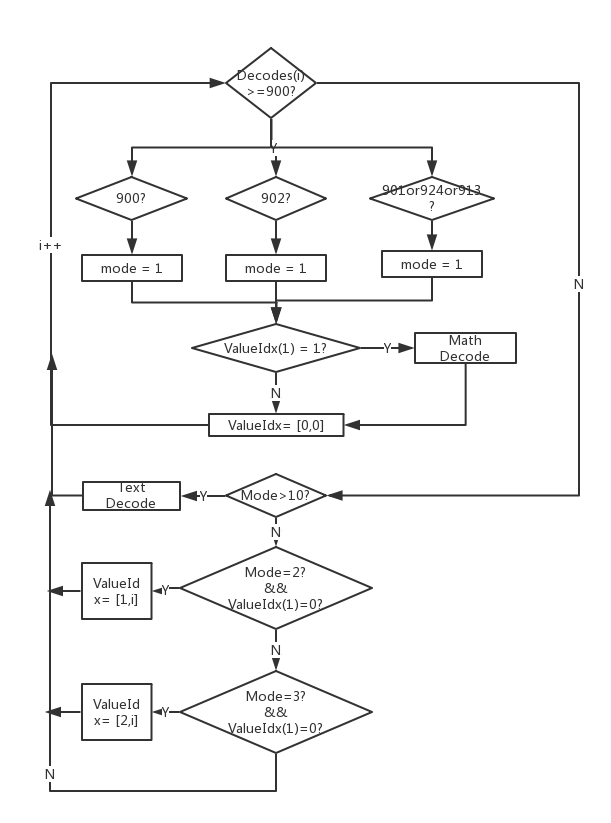 Decodes(i)
>=900?
Y
900?
902?
901or924or913
?
i++
mode = 1
mode = 1
mode = 1
N
ValueIdx(1) = 1?
Y
Math
Decode
N
ValueIdx= [0,0]
Text
Decode
Y
Mode>10?
N
Mode=2?
&&
ValueIdx(1)=0?
Y
ValueId
x= [1,i]
N
Mode=3?
&&
ValueIdx(1)=0?
Y
ValueId
x= [2,i]
N